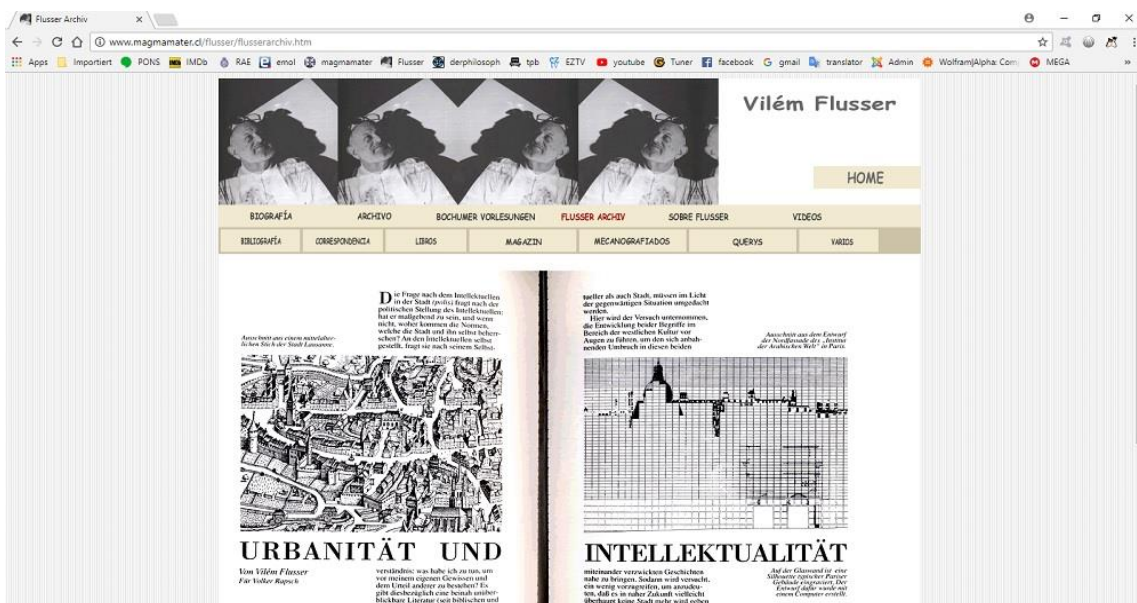 Flusser Archiv
www.magmamater.cl/flusser/flusserarchiv.htm
Apps Importiert PONS IMDb RAE emol magmamater Flusser derphilosoph tpb EZTV youtube Tuner facebook gmail translator Admin Wolfram|Alpha: Com MEGA »
Vilém Flusser
HOME
BIOGRAFÍA ARCHIVO BOCHUMER VORLESUNGEN FLUSSER ARCHIV SOBRE FLUSSER VIDEOS
BIBLIOGRAFÍA CORRESPONDENCIA LIBROS MAGAZIN MECANOGRAFIADOS QUERYS VARIOS
Die Frage nach dem Intellektuellen
in der Stadt (polis) fragt nach der
politischen Stellung des Intellektuellen:
hat er maßgebend zu sein, und wenn
nicht, woher kommen die Normen,
welche die Stadt und ihn selbst beherr-
schen? An den Intellektuellen selbst
gestellt, fragt sie nach seinem Selbst-
Ausschnitt aus einem mittelalter-
lichen Stich der Stadt Lausanne.
URBANITÄT UND
Von Vilém Flusser
Für Volker Rapsch
verständnis: was habe ich zu tun, um
vor meinem eigenen Gewissen und
dem Urteil anderer zu bestehen? Es
gibt diesbezüglich eine beinah unüber-
blickbare Literatur (seit biblischen und
tueller als auch Stadt, müssen im Licht
der gegenwärtigen Situation umgedacht
werden.
Hier wird der Versuch unternommen,
die Entwicklung beider Begriffe im
Bereich der westlichen Kultur vor
Augen zu führen, um den sich anbah-
nenden Umbruch in diesen beiden
Ausschnitt aus dem Entwurf
der Nordfassade des „Institut
der Arabischen Welt" in Paris.
INTELLEKTUALITÄT
miteinander verzwickten Geschichten
nahe zu bringen. Sodann wird versucht,
ein wenig vorzugreifen, um anzudeu-
ten, daß es in naher Zukunft vielleicht
überhaupt keine Stadt mehr wird geben
Auf der Glaswand ist eine
Silhouette typischer Pariser
Gebäude eingraviert. Der
Entwurf dafür wurde mit
einem Computer erstellt.